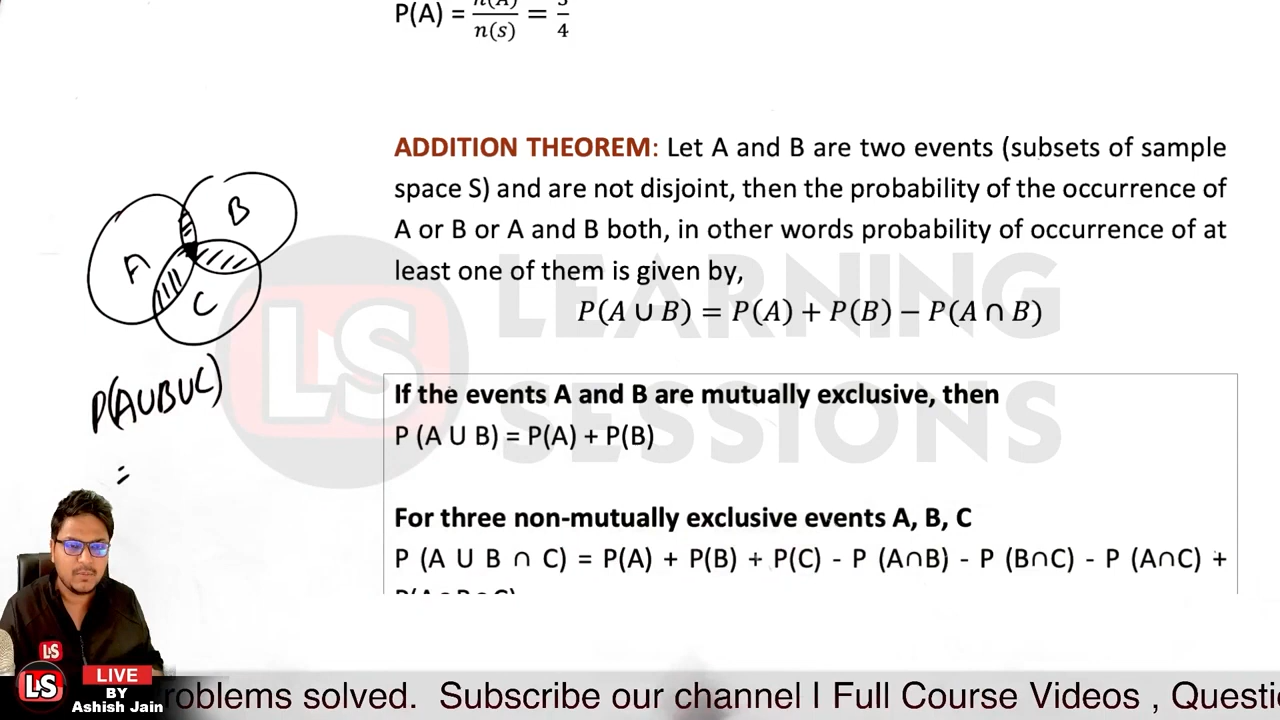 P(A) = n(A)/n(s) = 3/4
ADDITION THEOREM: Let A and B are two events (subsets of sample
space S) and are not disjoint, then the probability of the occurrence of
A or B or A and B both, in other words probability of occurrence of at
least one of them is given by,
P(A ∪ B) = P(A) + P(B) − P(A ∩ B)
If the events A and B are mutually exclusive, then
P (A U B) = P(A) + P(B)
For three non-mutually exclusive events A, B, C
P (A U B ∩ C) = P(A) + P(B) + P(C) - P (A∩B) - P (B∩C) - P (A∩C) +
A
B
C
P(AUBUC)
=
LEARNING
SESSIONS
LS
LS
LS
LIVE
BY
Ashish Jain
roblems solved. Subscribe our channel I Full Course Videos , Questi